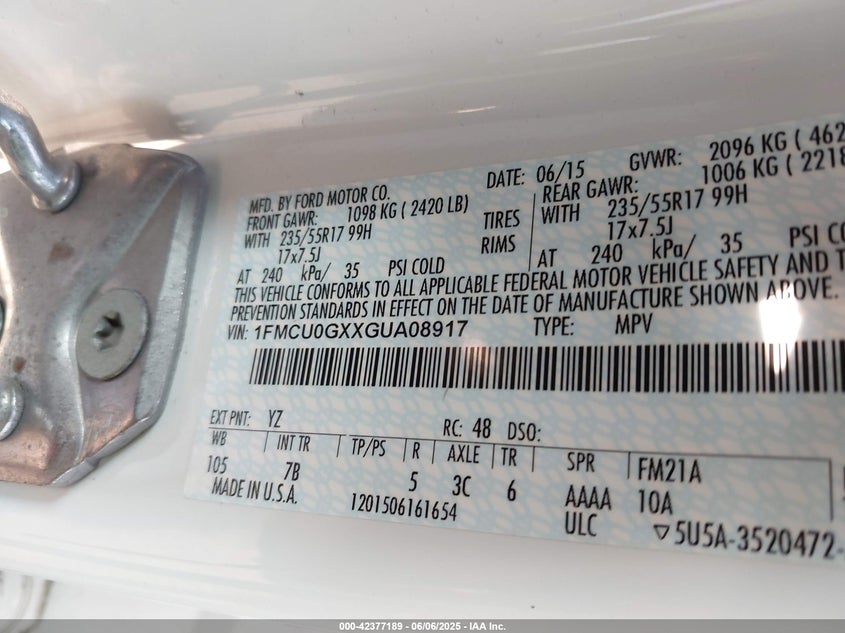 MFD. BY FORD MOTOR CO. DATE: 06/15 GVWR: 2096 KG ( 462
FRONT GAWR: 1098 KG ( 2420 LB) REAR GAWR: 1006 KG ( 2218
WITH 235/55R17 99H TIRES WITH 235/55R17 99H
17x7.5J RIMS 17x7.5J
AT 240 kPa/ 35 PSI COLD AT 240 kPa/ 35 PSI CO
THIS VEHICLE CONFORMS TO ALL APPLICABLE FEDERAL MOTOR VEHICLE SAFETY AND T
PREVENTION STANDARDS IN EFFECT ON THE DATE OF MANUFACTURE SHOWN ABOVE.
VIN: 1FMCU0GXXGUA08917 TYPE: MPV
EXT PNT: YZ RC: 48 DSO:
WB INT TR TP/PS R AXLE TR SPR FM21A
105 7B 5 3C 6 AAAA 10A
MADE IN U.S.A. 1201506161654 ULC ▽5U5A-3520472-
000-42377189 - 06/06/2025 - IAA Inc.